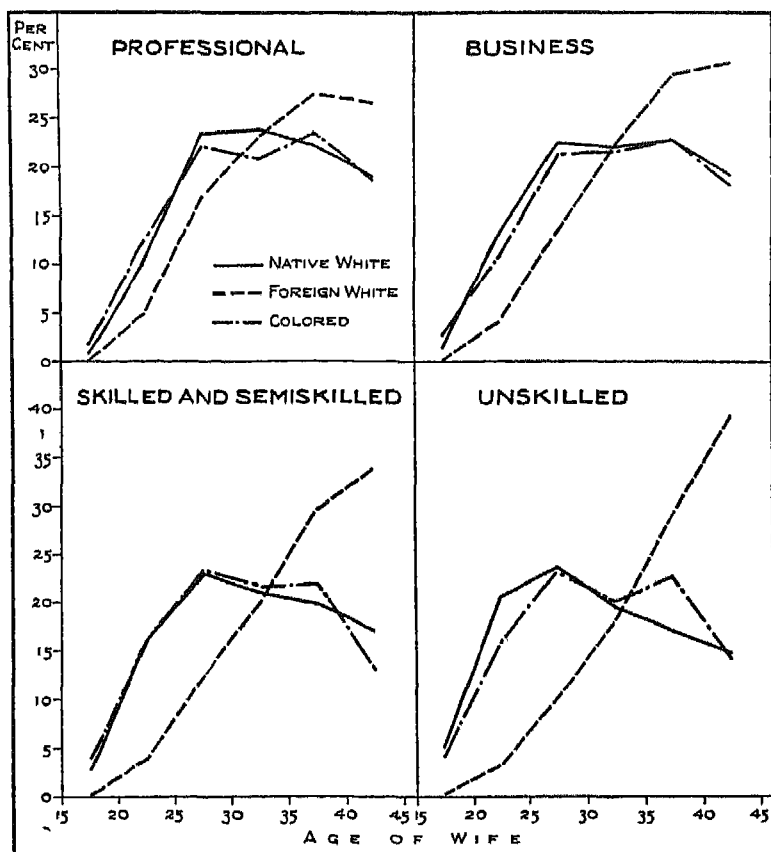 PER CENT
PROFESSIONAL
BUSINESS
30
25
20
15
10
5
0
NATIVE WHITE
FOREIGN WHITE
COLORED
SKILLED AND SEMISKILLED
UNSKILLED
40
35
30
25
20
15
10
5
0
15 20 25 30 35 40 45
15 20 25 30 35 40 45
AGE OF WIFE